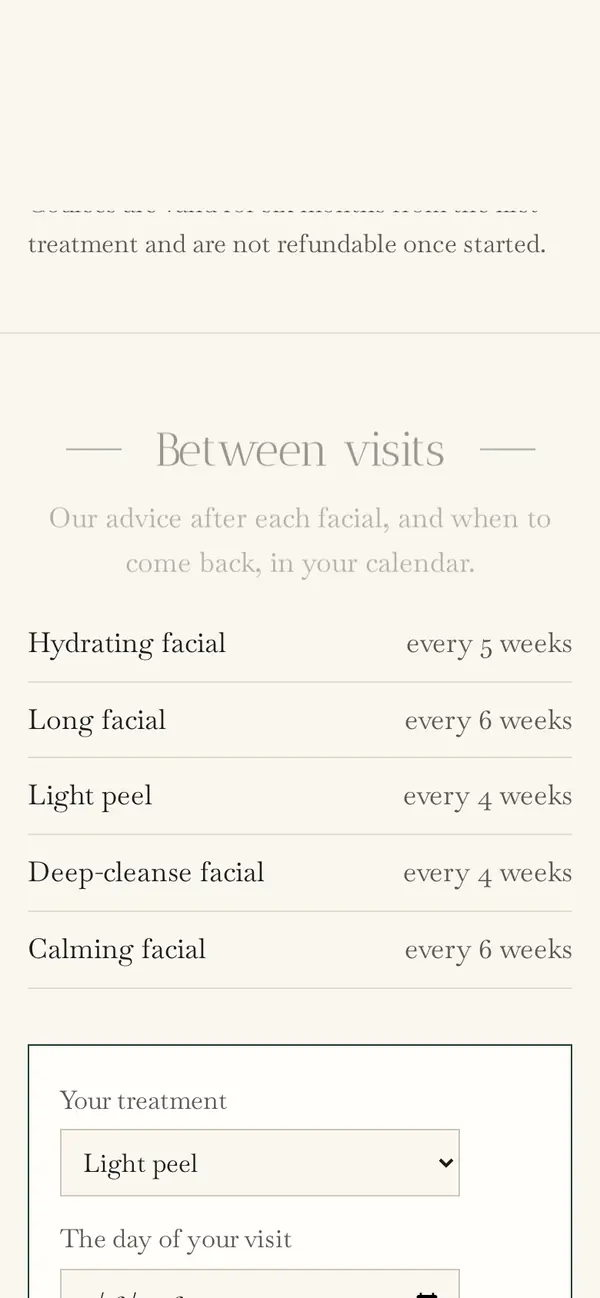 treatment and are not refundable once started.
Between visits
Our advice after each facial, and when to
come back, in your calendar.
Hydrating facial every 5 weeks
Long facial every 6 weeks
Light peel every 4 weeks
Deep-cleanse facial every 4 weeks
Calming facial every 6 weeks
Your treatment
Light peel
The day of your visit